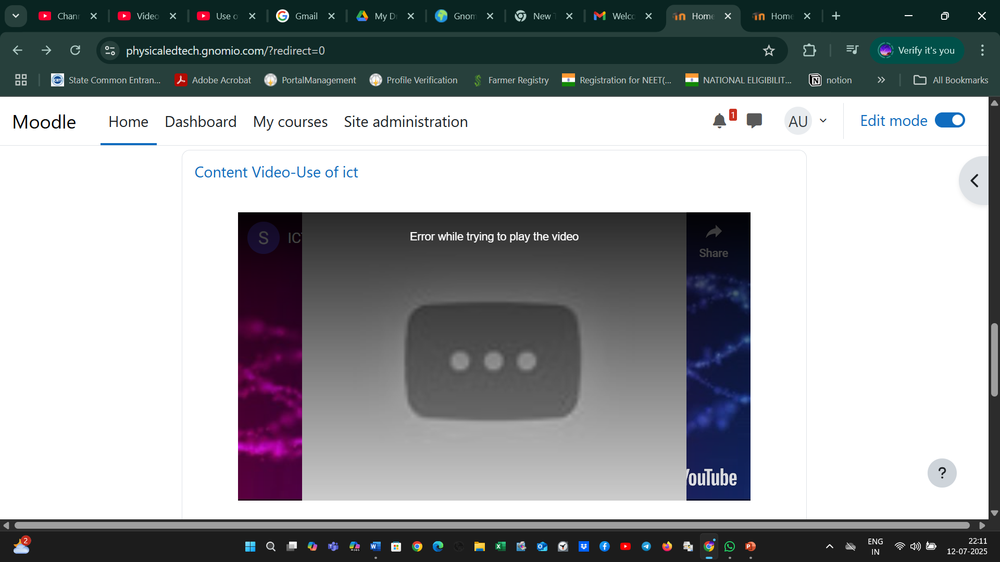 Chan
Video
Use o
Gmail
My D
Gnom
New T
Welco
Home
Home
physicaledtech.gnomio.com/?redirect=0
Verify it's you
State Common Entran...
Adobe Acrobat
PortalManagement
Profile Verification
Farmer Registry
Registration for NEET(...
NATIONAL ELIGIBILIT...
notion
All Bookmarks
Moodle
Home
Dashboard
My courses
Site administration
1
AU
Edit mode
Content Video-Use of ict
S
IC
Error while trying to play the video
Share
YouTube
?
2
ENG
IN
22:11
12-07-2025